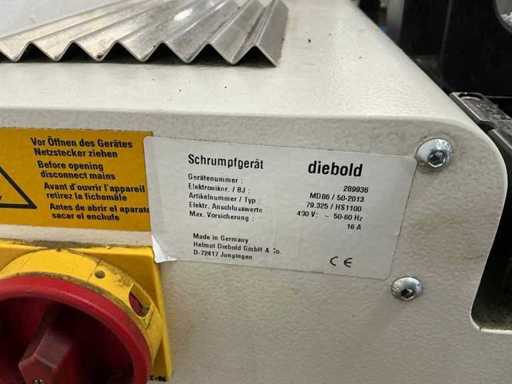 Vor Öffnen des Gerätes
Netzstecker ziehen
Before opening
disconnect mains
Avant d'ouvrir l'appareil
retirez la fichemâle
Antes de abrir el aparato
sacar el enchufe
Schrumpfgerät diebold
Gerätenummer : 289936
Elektroniknr. / BJ : MD86 / 50-2013
Artikelnummer / Typ : 79.325 / HS1100
Elektr. Anschlusswerte 400 V: ~ 50-60 Hz
Max. Vorsicherung : 16 A
Made in Germany
Helmut Diebold GmbH & Co.
D-72417 Jungingen
CE